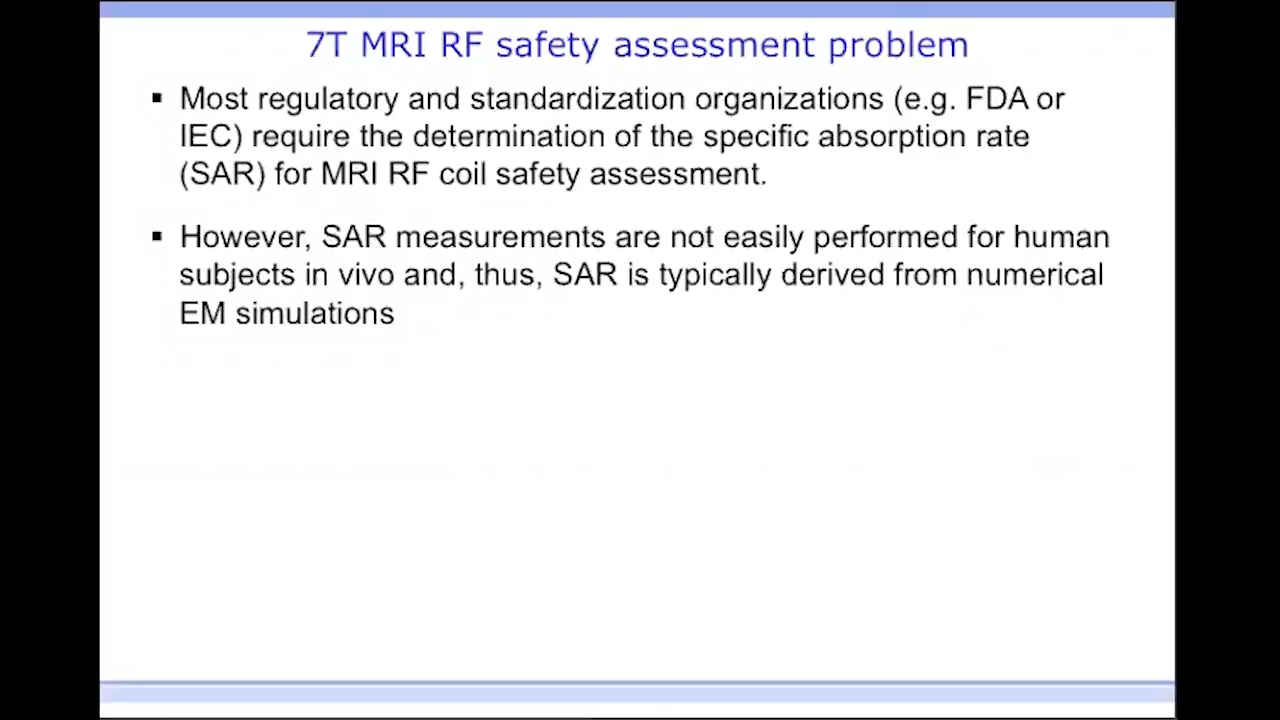 7T MRI RF safety assessment problem
▪ Most regulatory and standardization organizations (e.g. FDA or
IEC) require the determination of the specific absorption rate
(SAR) for MRI RF coil safety assessment.
▪ However, SAR measurements are not easily performed for human
subjects in vivo and, thus, SAR is typically derived from numerical
EM simulations